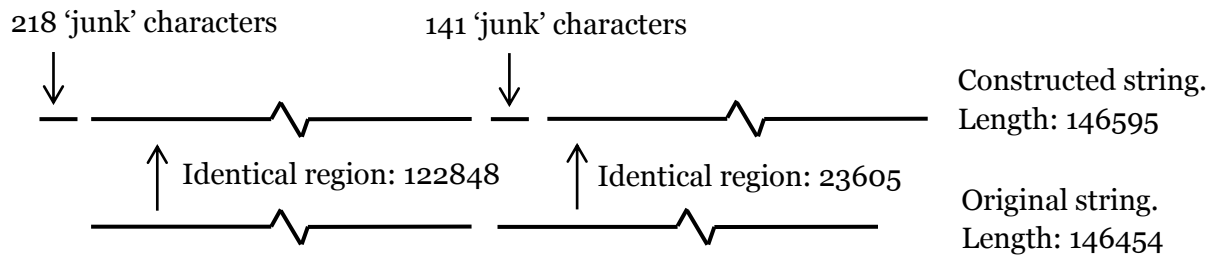 218 ‘junk’ characters
141 ‘junk’ characters
Constructed string.
Length: 146595
Identical region: 122848
Identical region: 23605
Original string.
Length: 146454